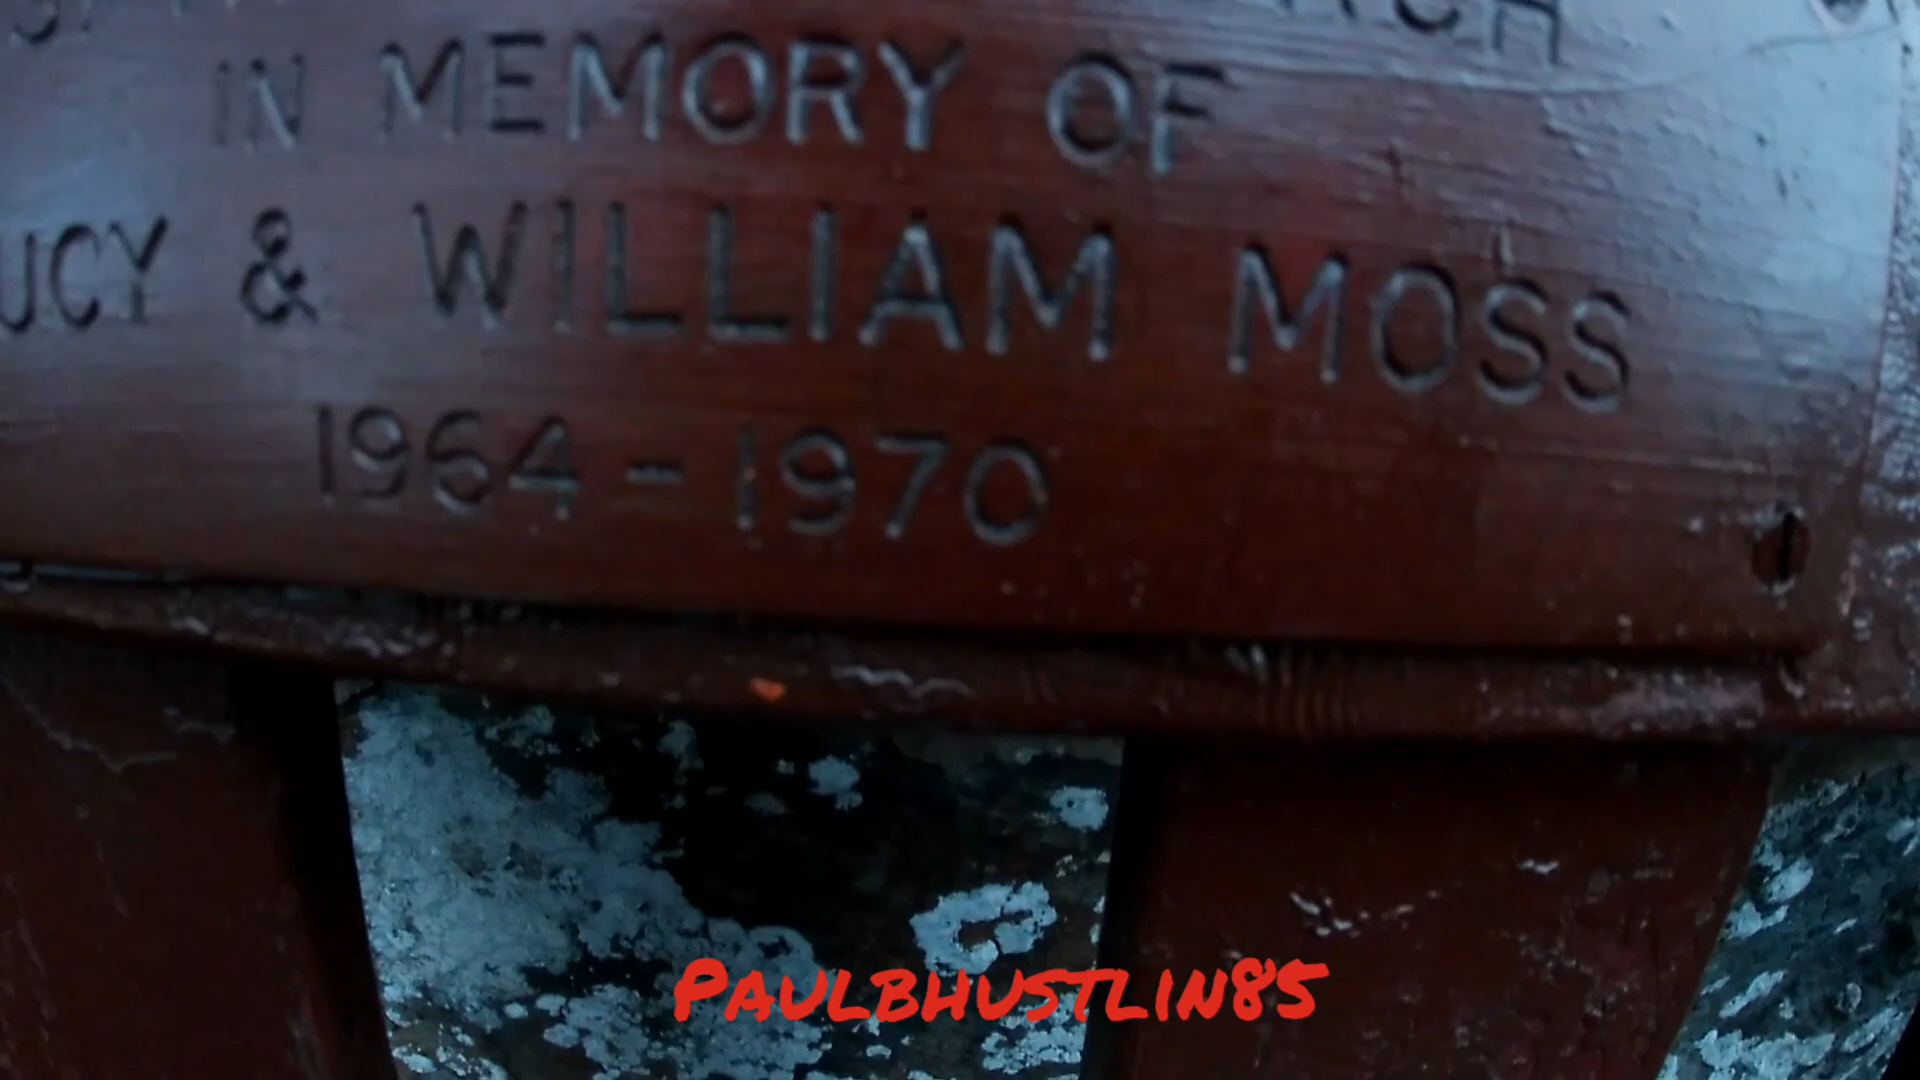 IN MEMORY OF
& WILLIAM MOSS
1964 - 1970
Paulbhustlin85